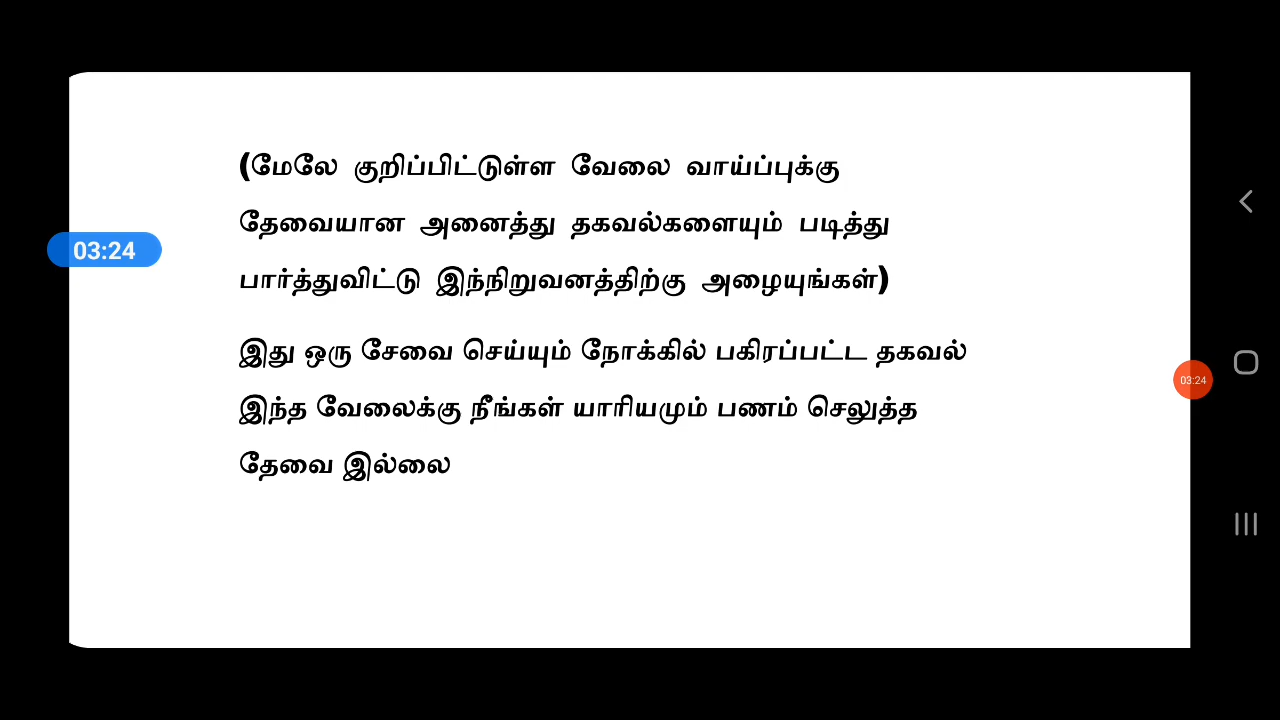 (மேலே குறிப்பிட்டுள்ள வேலை வாய்ப்புக்கு
தேவையான அனைத்து தகவல்களையும் படித்து
பார்த்துவிட்டு இந்நிறுவனத்திற்கு அழையுங்கள்)
03:24
இது ஒரு சேவை செய்யும் நோக்கில் பகிரப்பட்ட தகவல்
03:24
இந்த வேலைக்கு நீங்கள் யாரியமும் பணம் செலுத்த
தேவை இல்லை